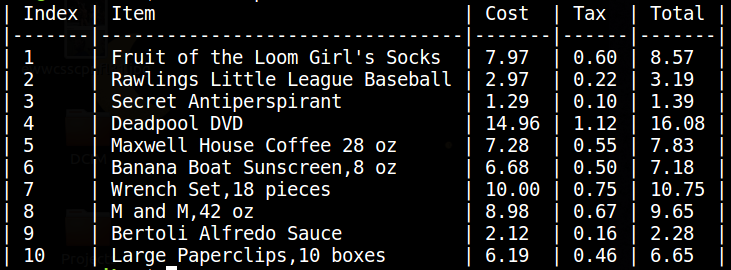 | Index | Item                            | Cost  | Tax  | Total |
|-------|---------------------------------|-------|------|-------|
| 1     | Fruit of the Loom Girl's Socks  | 7.97  | 0.60 | 8.57  |
| 2     | Rawlings Little League Baseball | 2.97  | 0.22 | 3.19  |
| 3     | Secret Antiperspirant           | 1.29  | 0.10 | 1.39  |
| 4     | Deadpool DVD                    | 14.96 | 1.12 | 16.08 |
| 5     | Maxwell House Coffee 28 oz      | 7.28  | 0.55 | 7.83  |
| 6     | Banana Boat Sunscreen,8 oz      | 6.68  | 0.50 | 7.18  |
| 7     | Wrench Set,18 pieces            | 10.00 | 0.75 | 10.75 |
| 8     | M and M,42 oz                   | 8.98  | 0.67 | 9.65  |
| 9     | Bertoli Alfredo Sauce           | 2.12  | 0.16 | 2.28  |
| 10    | Large Paperclips,10 boxes       | 6.19  | 0.46 | 6.65  |